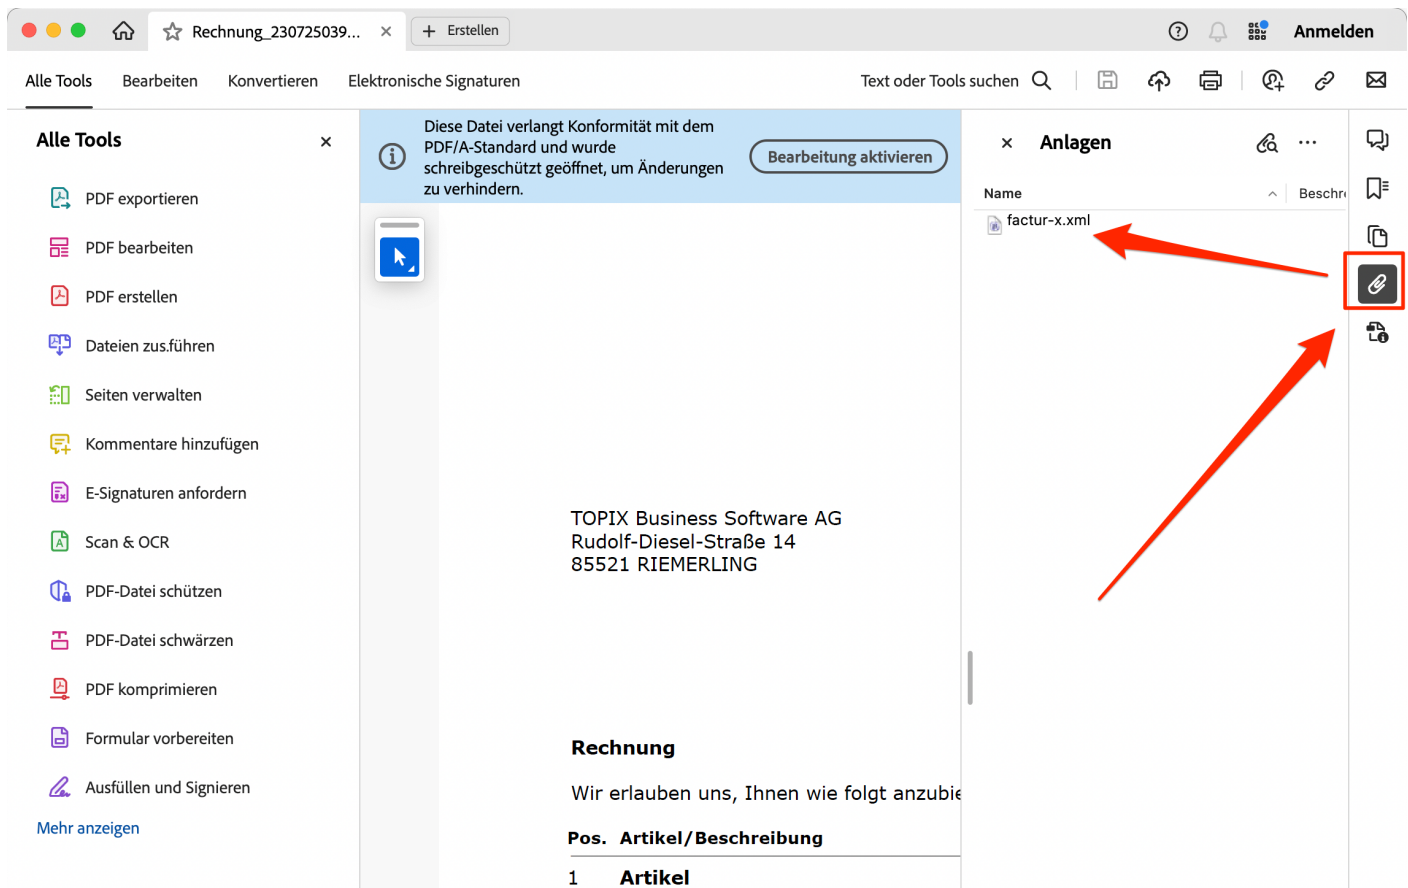 Rechnung_230725039...
Erstellen
Anmelden
Alle Tools
Bearbeiten
Konvertieren
Elektronische Signaturen
Text oder Tools suchen
Alle Tools
PDF exportieren
PDF bearbeiten
PDF erstellen
Dateien zus.führen
Seiten verwalten
Kommentare hinzufügen
E-Signaturen anfordern
Scan & OCR
PDF-Datei schützen
PDF-Datei schwärzen
PDF komprimieren
Formular vorbereiten
Ausfüllen und Signieren
Mehr anzeigen
Diese Datei verlangt Konformität mit dem
PDF/A-Standard und wurde
schreibgeschützt geöffnet, um Änderungen
zu verhindern.
Bearbeitung aktivieren
TOPIX Business Software AG
Rudolf-Diesel-Straße 14
85521 RIEMERLING
Rechnung
Wir erlauben uns, Ihnen wie folgt anzubie
Pos. Artikel/Beschreibung
1 Artikel
Anlagen
Name
Beschre
factur-x.xml